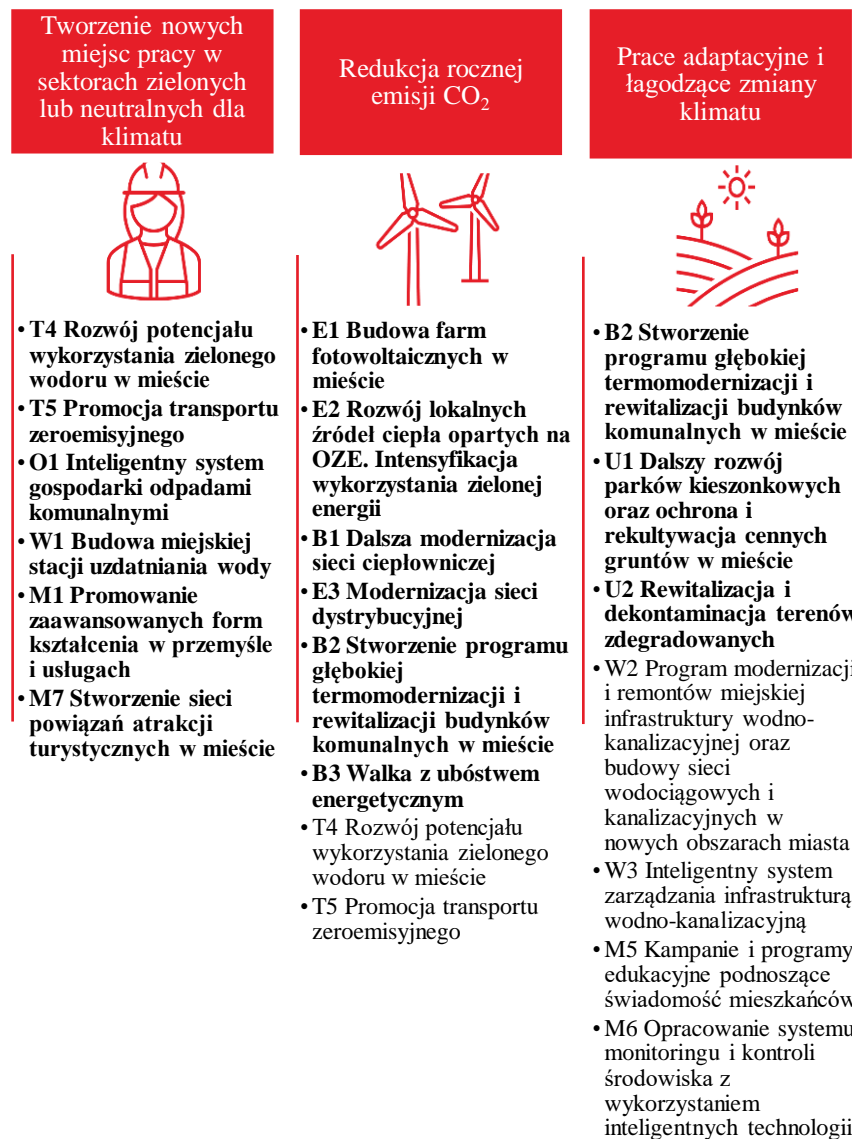 Tworzenie nowych
miejsc pracy w
sektorach zielonych
lub neutralnych dla
klimatu
• T4 Rozwój potencjału
wykorzystania zielonego
wodoru w mieście
• T5 Promocja transportu
zeroemisyjnego
• O1 Inteligentny system
gospodarki odpadami
komunalnymi
• W1 Budowa miejskiej
stacji uzdatniania wody
• M1 Promowanie
zaawansowanych form
kształcenia w przemyśle
i usługach
• M7 Stworzenie sieci
powiązań atrakcji
turystycznych w mieście
Redukcja rocznej
emisji CO₂
• E1 Budowa farm
fotowoltaicznych w
mieście
• E2 Rozwój lokalnych
źródeł ciepła opartych na
OZE. Intensyfikacja
wykorzystania zielonej
energii
• B1 Dalsza modernizacja
sieci ciepłowniczej
• E3 Modernizacja sieci
dystrybucyjnej
• B2 Stworzenie programu
głębokiej
termomodernizacji i
rewitalizacji budynków
komunalnych w mieście
• B3 Walka z ubóstwem
energetycznym
• T4 Rozwój potencjału
wykorzystania zielonego
wodoru w mieście
• T5 Promocja transportu
zeroemisyjnego
Prace adaptacyjne i
łagodzące zmiany
klimatu
• B2 Stworzenie
programu głębokiej
termomodernizacji i
rewitalizacji budynków
komunalnych w mieście
• U1 Dalszy rozwój
parków kieszonkowych
oraz ochrona i
rekultywacja cennych
gruntów w mieście
• U2 Rewitalizacja i
dekontaminacja terenów
zdegradowanych
• W2 Program modernizacji
i remontów miejskiej
infrastruktury wodno-
kanalizacyjnej oraz
budowy sieci
wodociągowych i
kanalizacyjnych w
nowych obszarach miasta
• W3 Inteligentny system
zarządzania infrastrukturą
wodno-kanalizacyjną
• M5 Kampanie i programy
edukacyjne podnoszące
świadomość mieszkańców
• M6 Opracowanie systemu
monitoringu i kontroli
środowiska z
wykorzystaniem
inteligentnych technologii